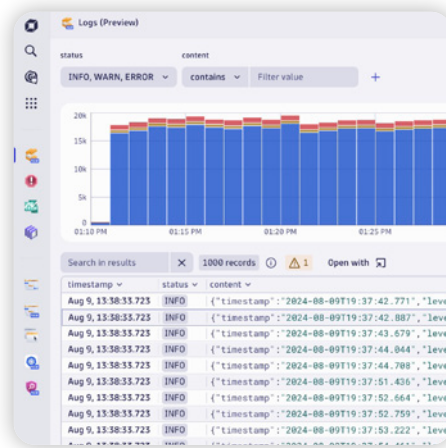 Logs (Preview)
status content
INFO, WARN, ERROR contains Filter value
20k
15k
10k
5k
0
01:10 PM 01:15 PM 01:20 PM 01:25 PM
Search in results 1000 records 1 Open with
timestamp status content
Aug 9, 13:38:33.723 INFO {"timestamp":"2024-08-09T19:37:42.771","leve
Aug 9, 13:38:33.723 INFO {"timestamp":"2024-08-09T19:37:42.887","leve
Aug 9, 13:38:33.723 INFO {"timestamp":"2024-08-09T19:37:43.679","leve
Aug 9, 13:38:33.723 INFO {"timestamp":"2024-08-09T19:37:44.044","leve
Aug 9, 13:38:33.723 INFO {"timestamp":"2024-08-09T19:37:44.708","leve
Aug 9, 13:38:33.723 INFO {"timestamp":"2024-08-09T19:37:51.436","leve
Aug 9, 13:38:33.723 INFO {"timestamp":"2024-08-09T19:37:52.664","leve
Aug 9, 13:38:33.723 INFO {"timestamp":"2024-08-09T19:37:52.759","leve
Aug 9, 13:38:33.723 INFO {"timestamp":"2024-08-09T19:37:53.222","leve